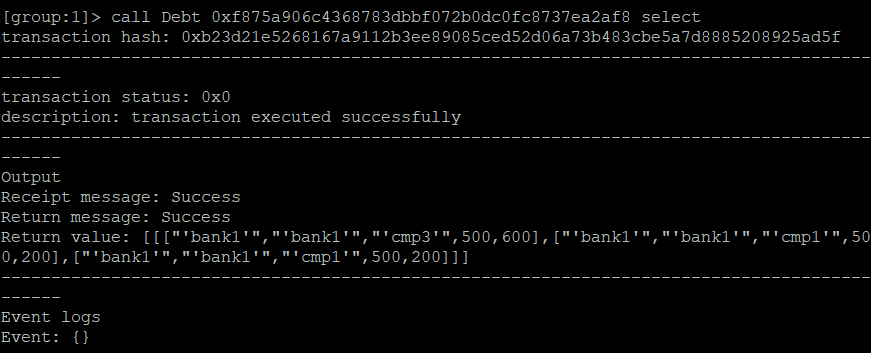 [group:1]> call Debt 0xf875a906c4368783dbbf072b0dc0fc8737ea2af8 select
transaction hash: 0xb23d21e5268167a9112b3ee89085ced52d06a73b483cbe5a7d8885208925ad5f
---------------------------------------------------------------------------------------
------
transaction status: 0x0
description: transaction executed successfully
---------------------------------------------------------------------------------------
------
Output
Receipt message: Success
Return message: Success
Return value: [[["'bank1'","'bank1'","'cmp3'",500,600],["'bank1'","'bank1'","'cmp1'",50
0,200],["'bank1'","'bank1'","'cmp1'",500,200]]]
---------------------------------------------------------------------------------------
------
Event logs
Event: {}